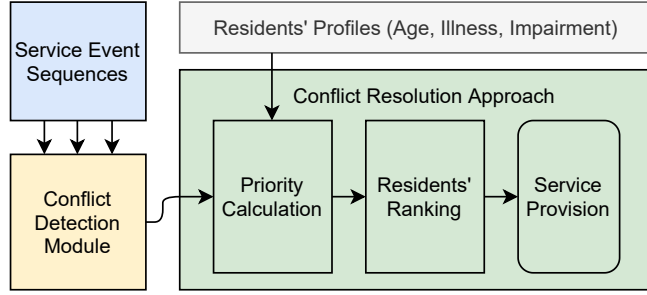 Service Event
Sequences
Residents' Profiles (Age, Illness, Impairment)
Conflict Resolution Approach
Conflict
Detection
Module
Priority
Calculation
Residents'
Ranking
Service
Provision